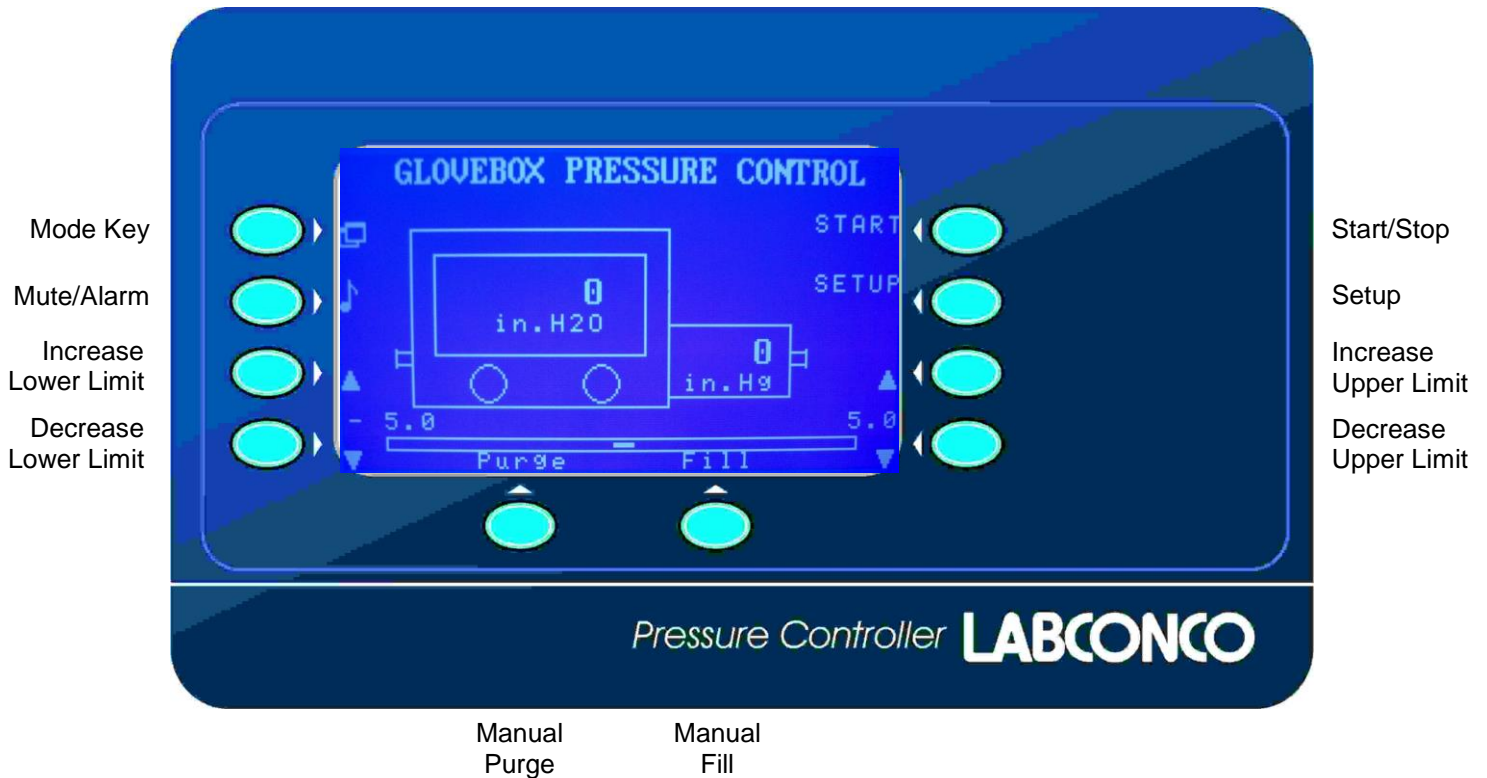 GLOVEBOX PRESSURE CONTROL
Mode Key
START
Start/Stop
Mute/Alarm
SETUP
Setup
0
in.H2O
Increase
Lower Limit
0
in.Hg
Increase
Upper Limit
Decrease
Lower Limit
- 5.0
5.0
Decrease
Upper Limit
Purge
Fill
Pressure Controller LABCONCO
Manual
Purge
Manual
Fill